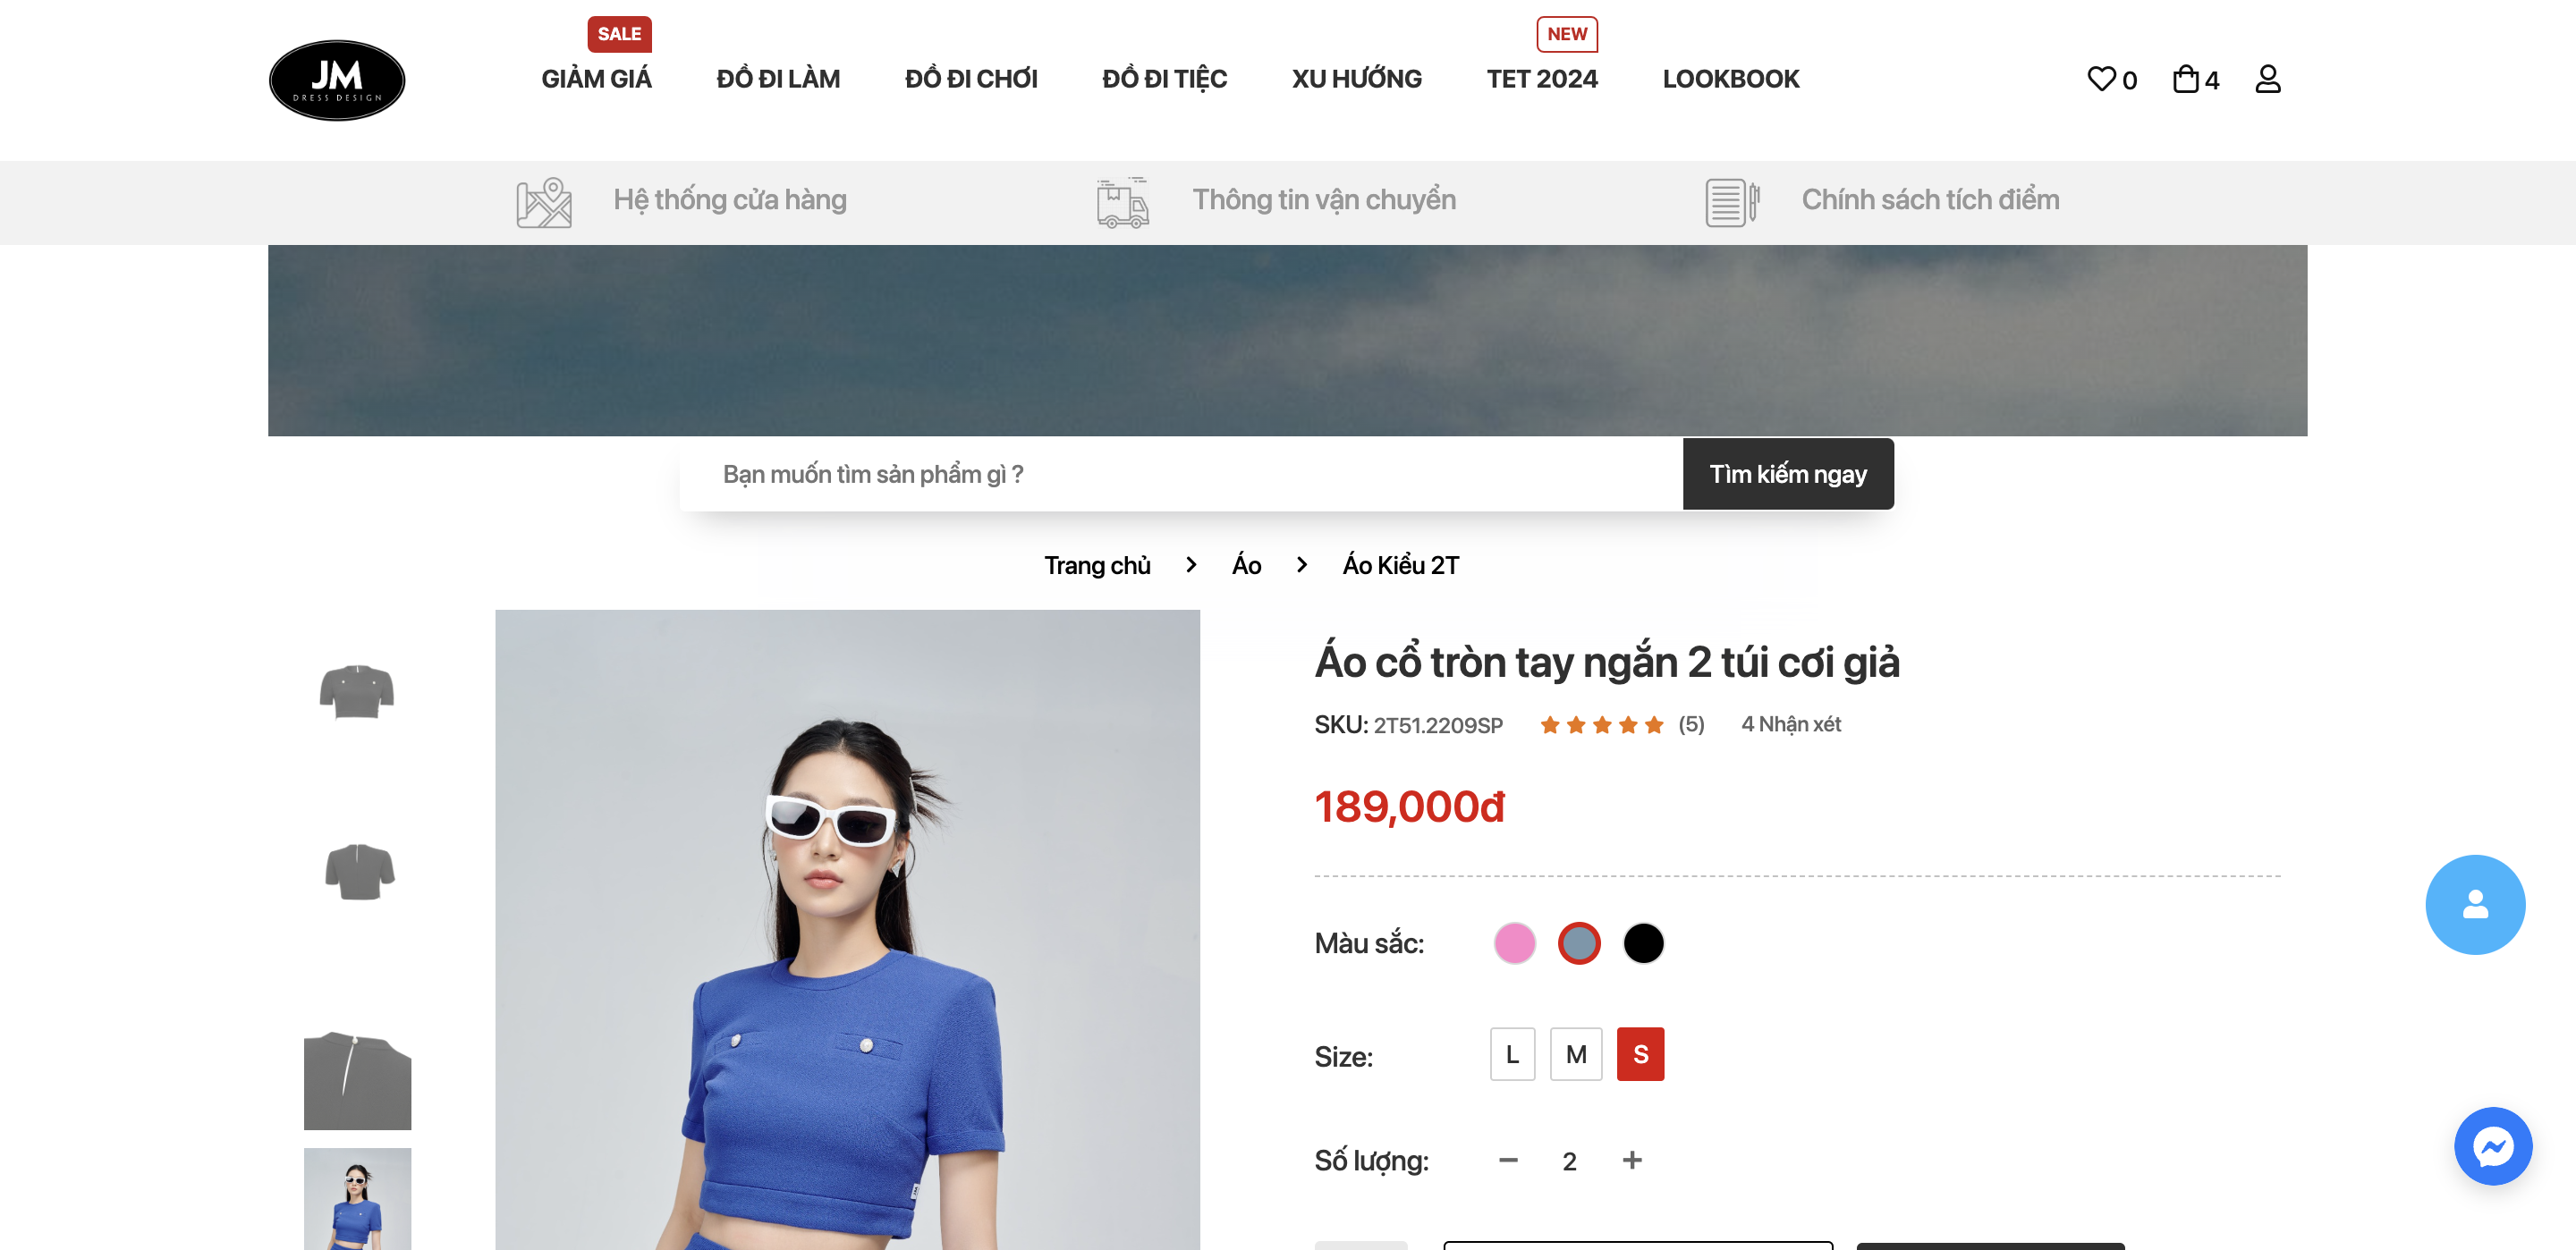 SALE
NEW
JM
DRESS DESIGN
GIẢM GIÁ
ĐỒ ĐI LÀM
ĐỒ ĐI CHƠI
ĐỒ ĐI TIỆC
XU HƯỚNG
TET 2024
LOOKBOOK
0
4
Hệ thống cửa hàng
Thông tin vận chuyển
Chính sách tích điểm
Bạn muốn tìm sản phẩm gì ?
Tìm kiếm ngay
Trang chủ > Áo > Áo Kiểu 2T
Áo cổ tròn tay ngắn 2 túi cơi giả
SKU: 2T51.2209SP (5) 4 Nhận xét
189,000đ
Màu sắc:
Size: L M S
Số lượng: − 2 +